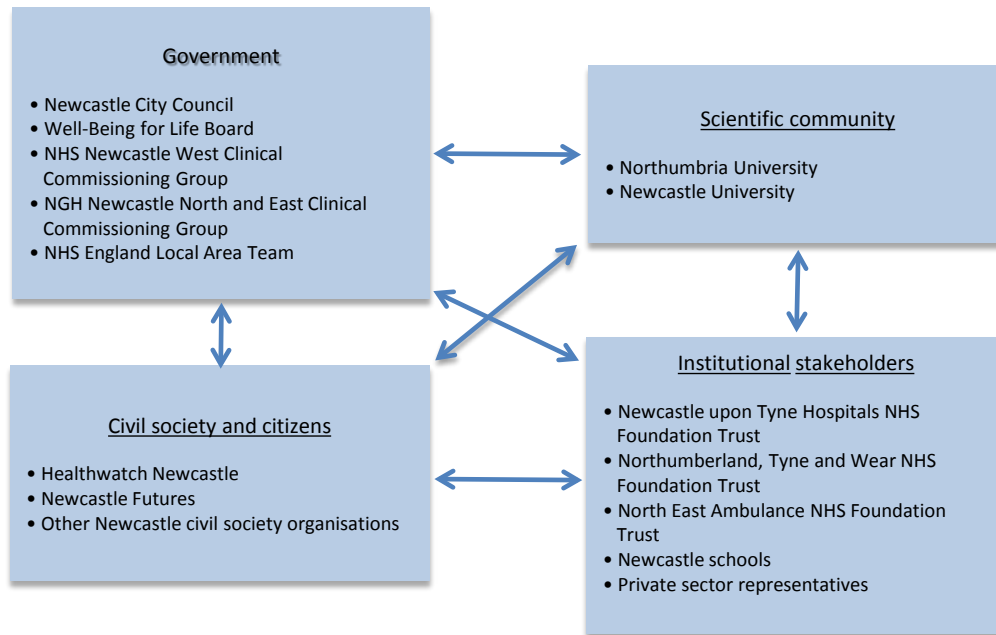 Government
• Newcastle City Council
• Well-Being for Life Board
• NHS Newcastle West Clinical
Commissioning Group
• NGH Newcastle North and East Clinical
Commissioning Group
• NHS England Local Area Team
Scientific community
• Northumbria University
• Newcastle University
Civil society and citizens
• Healthwatch Newcastle
• Newcastle Futures
• Other Newcastle civil society organisations
Institutional stakeholders
• Newcastle upon Tyne Hospitals NHS
Foundation Trust
• Northumberland, Tyne and Wear NHS
Foundation Trust
• North East Ambulance NHS Foundation
Trust
• Newcastle schools
• Private sector representatives